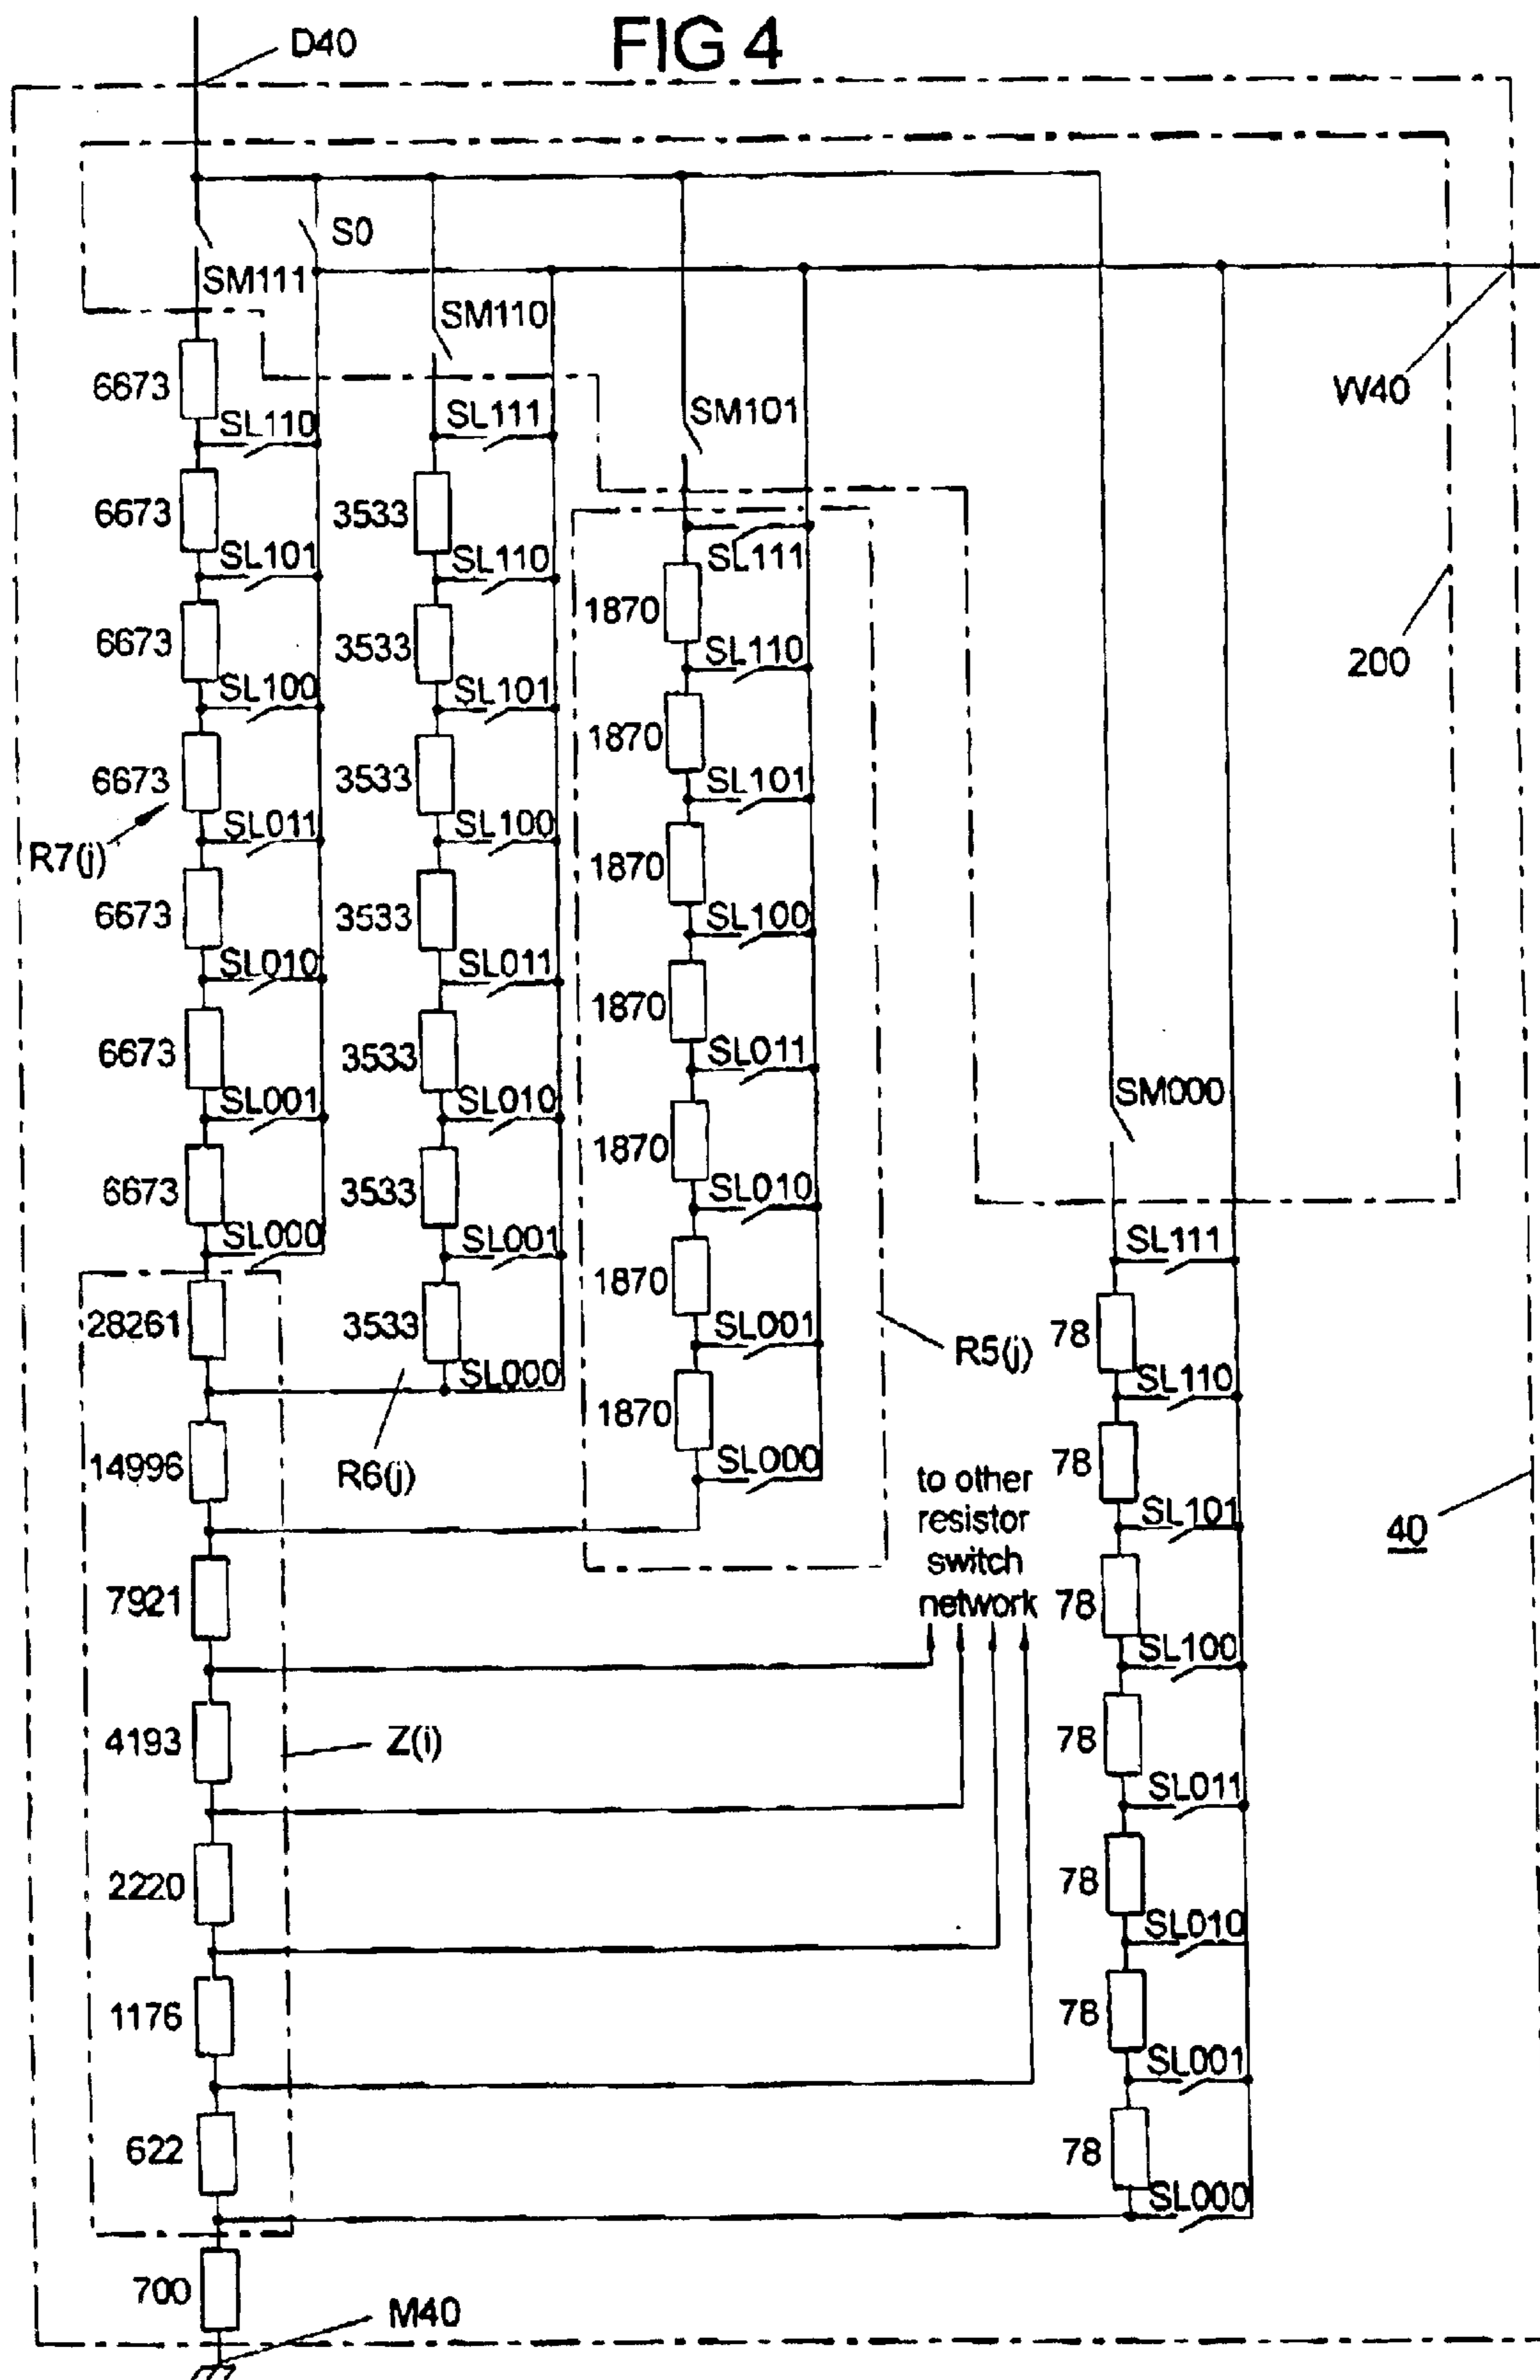 FIG 4
D40
S0
SM111
SM110
SM101
W40
6673
SL110
SL111
6673
3533
SL101
SL110
SL111
6673
3533
1870
SL100
SL101
SL110
200
6673
3533
1870
SL011
SL100
SL101
R7(j)
6673
3533
1870
SL010
SL011
SL100
6673
3533
1870
SL001
SL010
SL011
SM000
6673
3533
1870
SL000
SL001
SL010
SL111
28261
3533
1870
R5(j)
78
SL000
SL001
SL110
14996
R6(j)
1870
SL000
78
to other
resistor
switch
network
SL101
40
7921
78
SL100
4193
Z(i)
78
SL011
2220
78
SL010
1176
78
SL001
622
78
SL000
700
M40